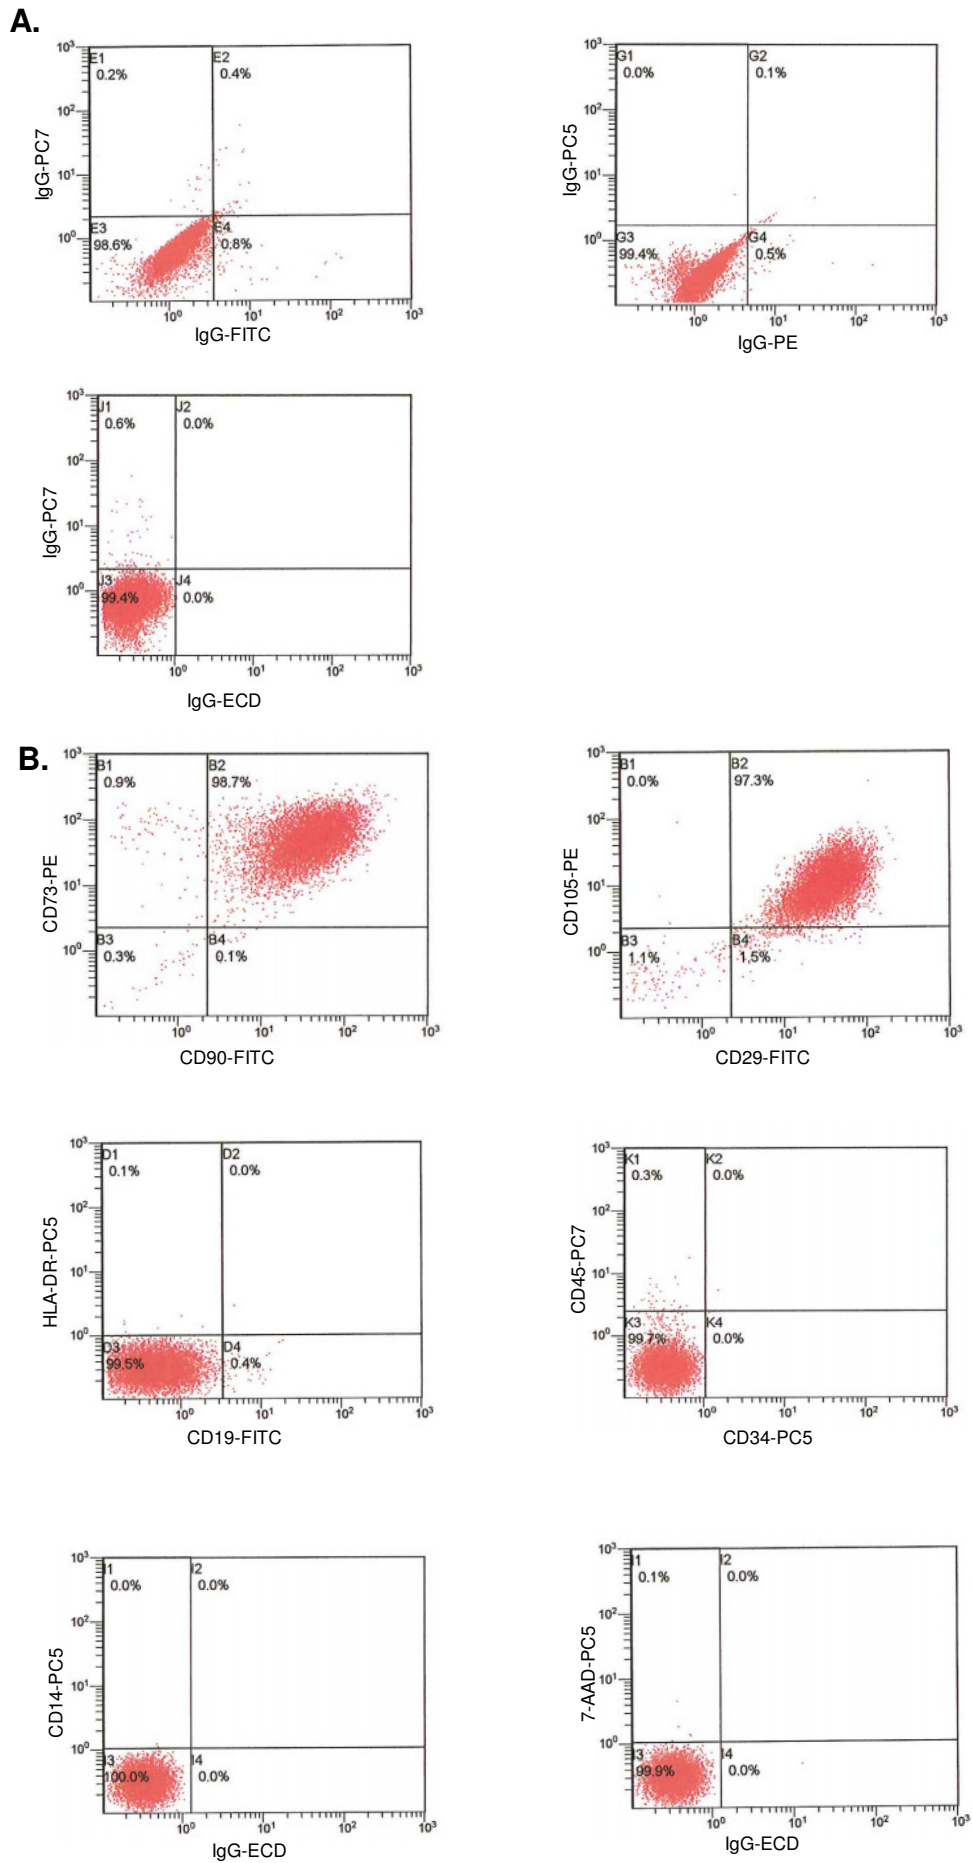 A.
10³
E1
0.2%
E2
0.4%
10²
10¹
10⁰
E3
98.6%
E4
0.8%
IgG-PC7
10⁰ 10¹ 10² 10³
IgG-FITC
10³
G1
0.0%
G2
0.1%
10²
10¹
10⁰
G3
99.4%
G4
0.5%
IgG-PC5
10⁰ 10¹ 10² 10³
IgG-PE
10³
J1
0.6%
J2
0.0%
10²
10¹
10⁰
J3
99.4%
J4
0.0%
IgG-PC7
10⁰ 10¹ 10² 10³
IgG-ECD
B.
10³
B1
0.9%
B2
98.7%
10²
10¹
10⁰
B3
0.3%
B4
0.1%
CD73-PE
10⁰ 10¹ 10² 10³
CD90-FITC
10³
B1
0.0%
B2
97.3%
10²
10¹
10⁰
B3
1.1%
B4
1.5%
CD105-PE
10⁰ 10¹ 10² 10³
CD29-FITC
10³
D1
0.1%
D2
0.0%
10²
10¹
10⁰
D3
99.5%
D4
0.4%
HLA-DR-PC5
10⁰ 10¹ 10² 10³
CD19-FITC
10³
K1
0.3%
K2
0.0%
10²
10¹
10⁰
K3
99.7%
K4
0.0%
CD45-PC7
10⁰ 10¹ 10² 10³
CD34-PC5
10³
I1
0.0%
I2
0.0%
10²
10¹
10⁰
I3
100.0%
I4
0.0%
CD14-PC5
10⁰ 10¹ 10² 10³
IgG-ECD
10³
I1
0.1%
I2
0.0%
10²
10¹
10⁰
I3
99.9%
I4
0.0%
7-AAD-PC5
10⁰ 10¹ 10² 10³
IgG-ECD